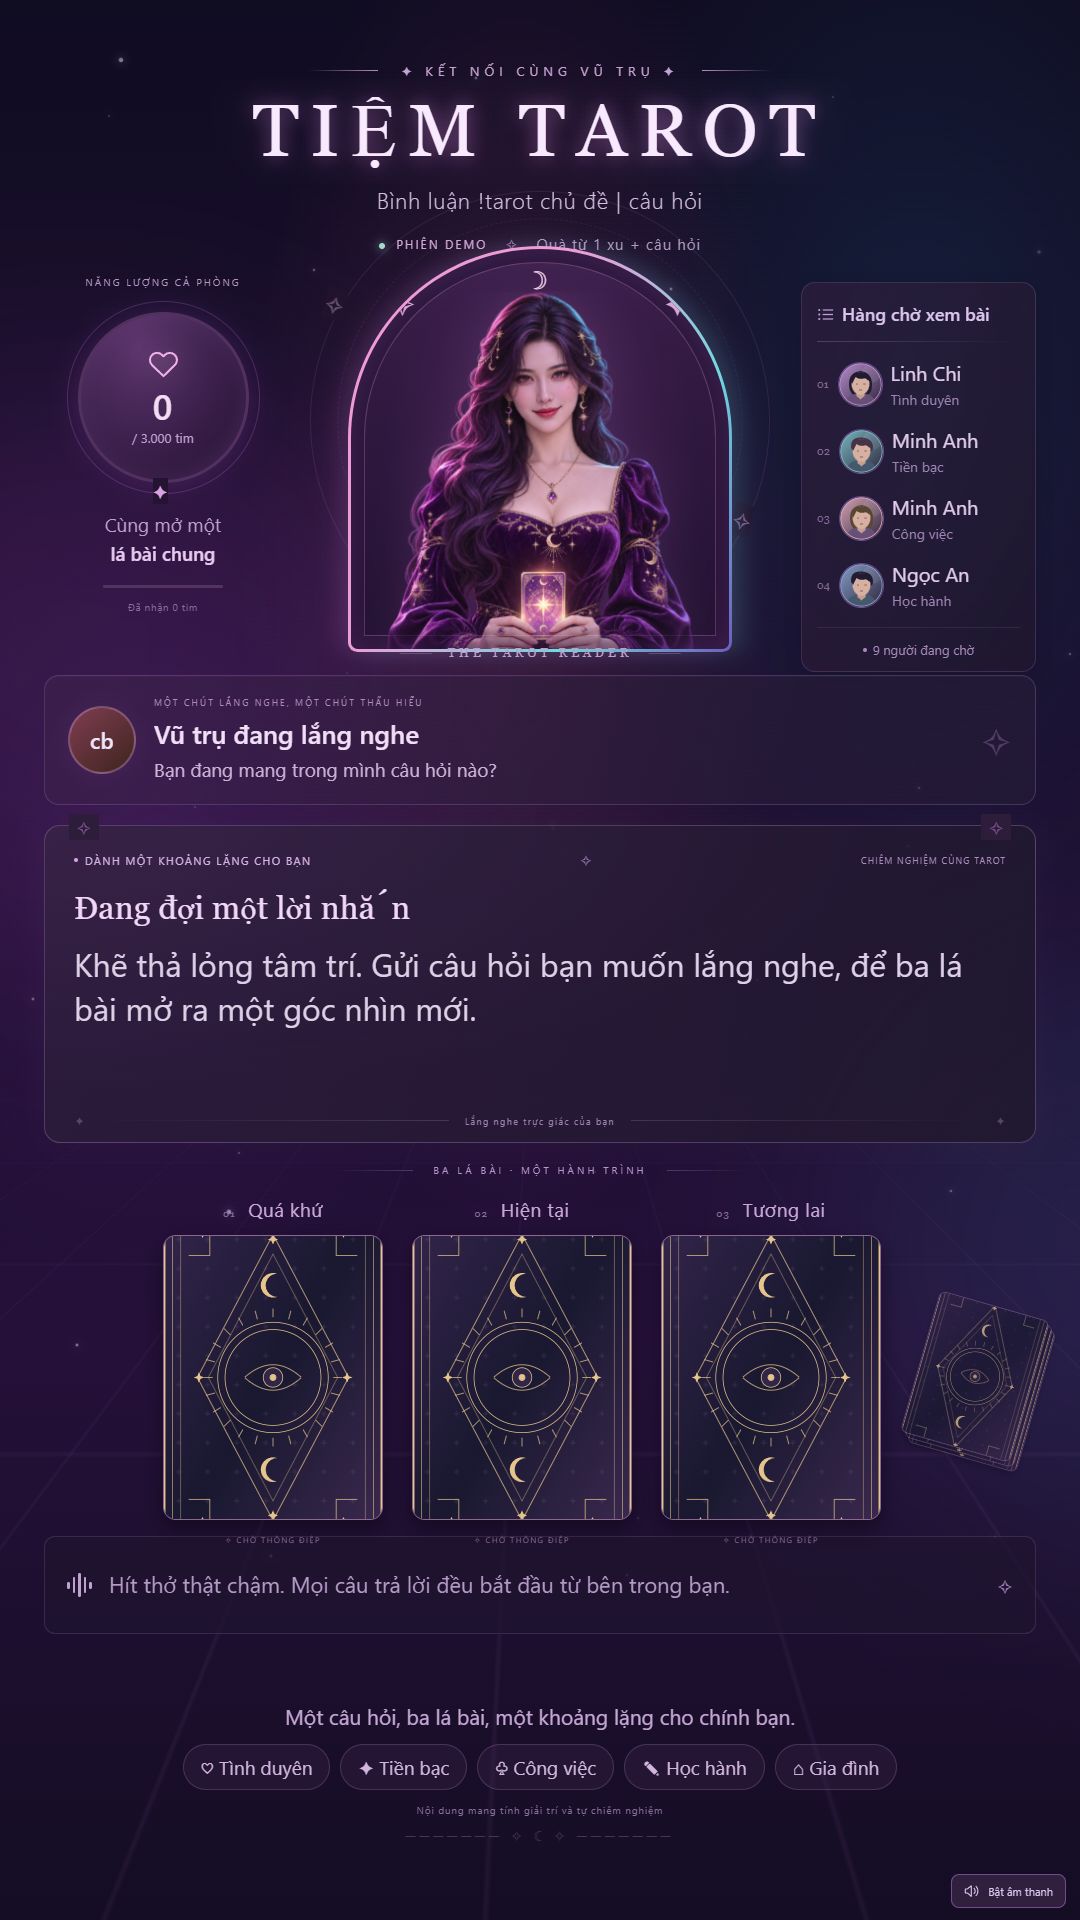 ✦ KẾT NỐI CÙNG VŨ TRỤ ✦
TIỆM TAROT
Bình luận !tarot chủ đề | câu hỏi
PHIÊN DEMO ✧ Quà từ 1 xu + câu hỏi
NĂNG LƯỢNG CẢ PHÒNG
0
/ 3.000 tim
Cùng mở một
lá bài chung
Đã nhận 0 tim
THE TAROT READER
Hàng chờ xem bài
01 Linh Chi
Tình duyên
02 Minh Anh
Tiền bạc
03 Minh Anh
Công việc
04 Ngọc An
Học hành
• 9 người đang chờ
MỘT CHÚT LẮNG NGHE, MỘT CHÚT THẤU HIỂU
cb
Vũ trụ đang lắng nghe
Bạn đang mang trong mình câu hỏi nào?
• DÀNH MỘT KHOẢNG LẶNG CHO BẠN
CHIÊM NGHIỆM CÙNG TAROT
Đang đợi một lời nhắn
Khẽ thả lỏng tâm trí. Gửi câu hỏi bạn muốn lắng nghe, để ba lá
bài mở ra một góc nhìn mới.
Lắng nghe trực giác của bạn
BA LÁ BÀI · MỘT HÀNH TRÌNH
01 Quá khứ
02 Hiện tại
03 Tương lai
✧ CHỜ THÔNG ĐIỆP
✧ CHỜ THÔNG ĐIỆP
✧ CHỜ THÔNG ĐIỆP
Hít thở thật chậm. Mọi câu trả lời đều bắt đầu từ bên trong bạn.
Một câu hỏi, ba lá bài, một khoảng lặng cho chính bạn.
♡ Tình duyên
✦ Tiền bạc
♧ Công việc
✎ Học hành
⌂ Gia đình
Nội dung mang tính giải trí và tự chiêm nghiệm
Bật âm thanh